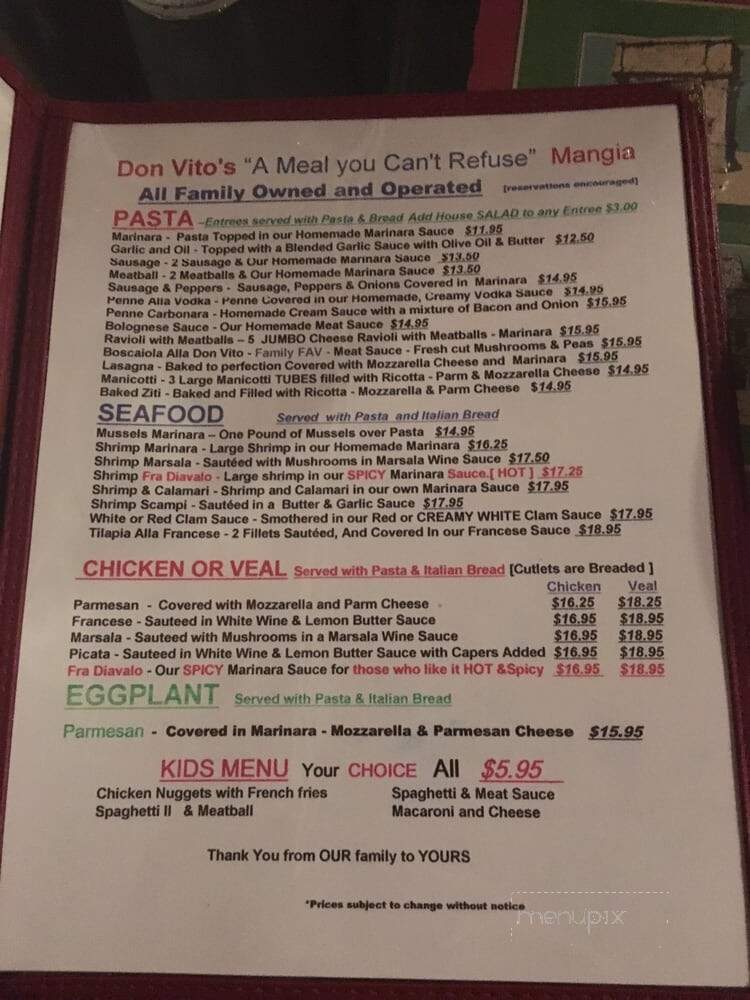 Don Vito's "A Meal you Can't Refuse" Mangia
All Family Owned and Operated [reservations encouraged]
PASTA -Entrees served with Pasta & Bread Add House SALAD to any Entree $3.00
Marinara - Pasta Topped in our Homemade Marinara Sauce $11.95
Garlic and Oil - Topped with a Blended Garlic Sauce with Olive Oil & Butter $12.50
Sausage - 2 Sausage & Our Homemade Marinara Sauce $13.50
Meatball - 2 Meatballs & Our Homemade Marinara Sauce $13.50
Sausage & Peppers - Sausage, Peppers & Onions Covered in Marinara $14.95
Penne Alla Vodka - Penne Covered in our Homemade, Creamy Vodka Sauce $14.95
Penne Carbonara - Homemade Cream Sauce with a mixture of Bacon and Onion $15.95
Bolognese Sauce - Our Homemade Meat Sauce $14.95
Ravioli with Meatballs – 5 JUMBO Cheese Ravioli with Meatballs - Marinara $15.95
Boscaiola Alla Don Vito - Family FAV - Meat Sauce - Fresh cut Mushrooms & Peas $15.95
Lasagna - Baked to perfection Covered with Mozzarella Cheese and Marinara $15.95
Manicotti - 3 Large Manicotti TUBES filled with Ricotta - Parm & Mozzarella Cheese $14.95
Baked Ziti - Baked and Filled with Ricotta - Mozzarella & Parm Cheese $14.95
SEAFOOD Served with Pasta and Italian Bread
Mussels Marinara – One Pound of Mussels over Pasta $14.95
Shrimp Marinara - Large Shrimp in our Homemade Marinara $16.25
Shrimp Marsala - Sautéed with Mushrooms in Marsala Wine Sauce $17.50
Shrimp Fra Diavalo - Large shrimp in our SPICY Marinara Sauce.[ HOT ] $17.25
Shrimp & Calamari - Shrimp and Calamari in our own Marinara Sauce $17.95
Shrimp Scampi - Sautéed in a Butter & Garlic Sauce $17.95
White or Red Clam Sauce - Smothered in our Red or CREAMY WHITE Clam Sauce $17.95
Tilapia Alla Francese - 2 Fillets Sautéed, And Covered In our Francese Sauce $18.95
CHICKEN OR VEAL Served with Pasta & Italian Bread [Cutlets are Breaded ]
Chicken Veal
Parmesan - Covered with Mozzarella and Parm Cheese $16.25 $18.25
Francese - Sauteed in White Wine & Lemon Butter Sauce $16.95 $18.95
Marsala - Sauteed with Mushrooms in a Marsala Wine Sauce $16.95 $18.95
Picata - Sauteed in White Wine & Lemon Butter Sauce with Capers Added $16.95 $18.95
Fra Diavalo - Our SPICY Marinara Sauce for those who like it HOT &Spicy $16.95 $18.95
EGGPLANT Served with Pasta & Italian Bread
Parmesan - Covered in Marinara - Mozzarella & Parmesan Cheese $15.95
KIDS MENU Your CHOICE All $5.95
Chicken Nuggets with French fries Spaghetti & Meat Sauce
Spaghetti II & Meatball Macaroni and Cheese
Thank You from OUR family to YOURS
*Prices subject to change without notice
menupix